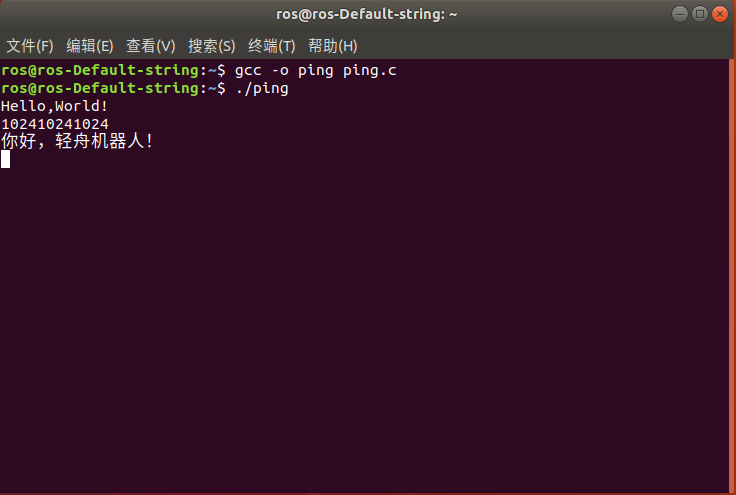 ros@ros-Default-string: ~
文件(F) 编辑(E) 查看(V) 搜索(S) 终端(T) 帮助(H)
ros@ros-Default-string:~$ gcc -o ping ping.c
ros@ros-Default-string:~$ ./ping
Hello,World!
102410241024
你好，轻舟机器人！